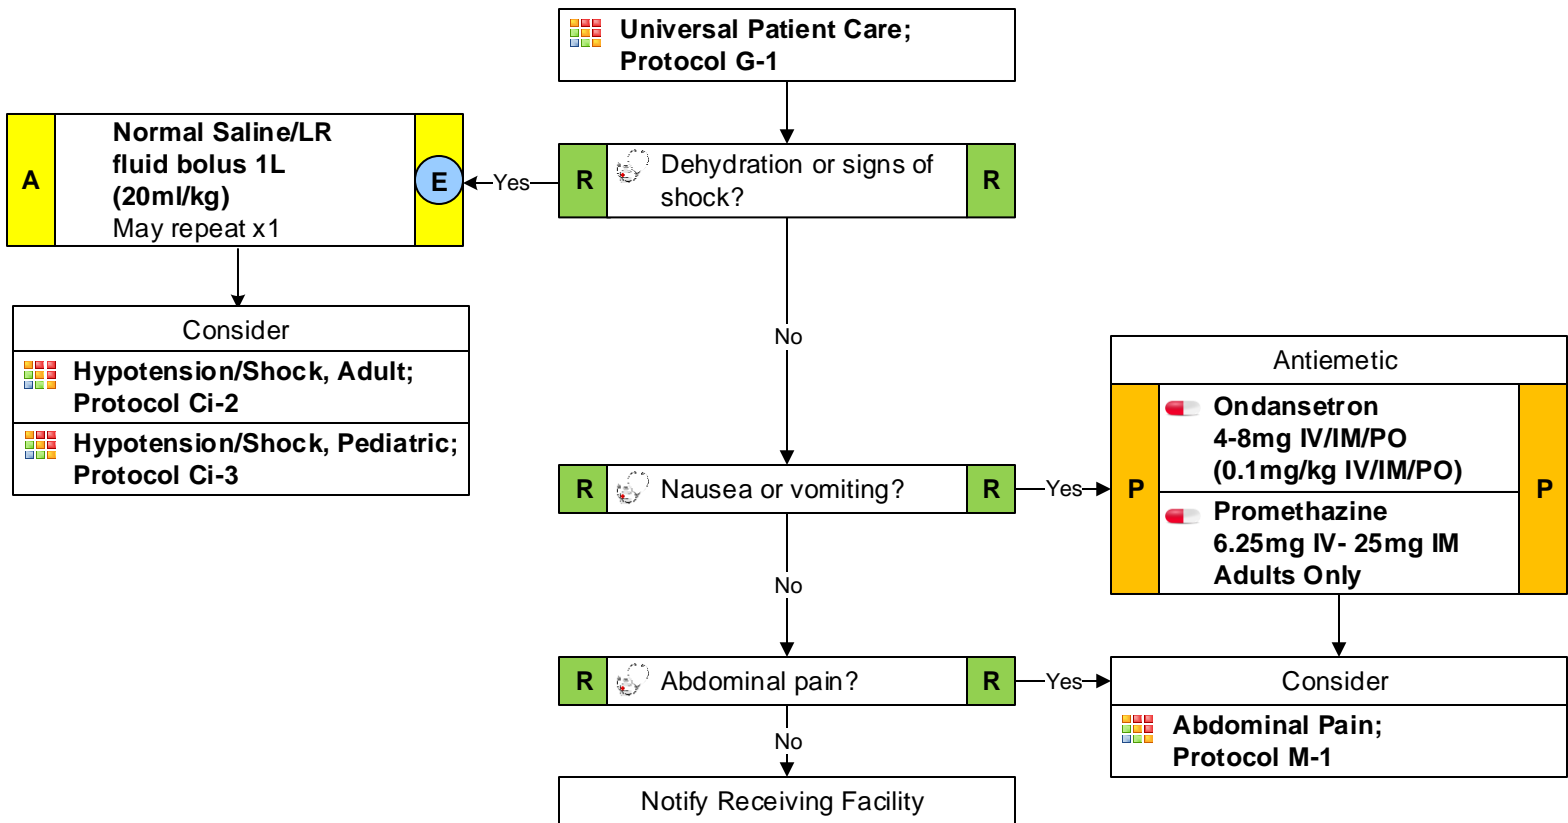 Universal Patient Care;
Protocol G-1
A
Normal Saline/LR
fluid bolus 1L
(20ml/kg)
May repeat x1
E
Yes
R
Dehydration or signs of
shock?
R
Consider
Hypotension/Shock, Adult;
Protocol Ci-2
Hypotension/Shock, Pediatric;
Protocol Ci-3
No
R
Nausea or vomiting?
R
Yes
Antiemetic
P
Ondansetron
4-8mg IV/IM/PO
(0.1mg/kg IV/IM/PO)
Promethazine
6.25mg IV- 25mg IM
Adults Only
P
No
R
Abdominal pain?
R
Yes
Consider
Abdominal Pain;
Protocol M-1
No
Notify Receiving Facility